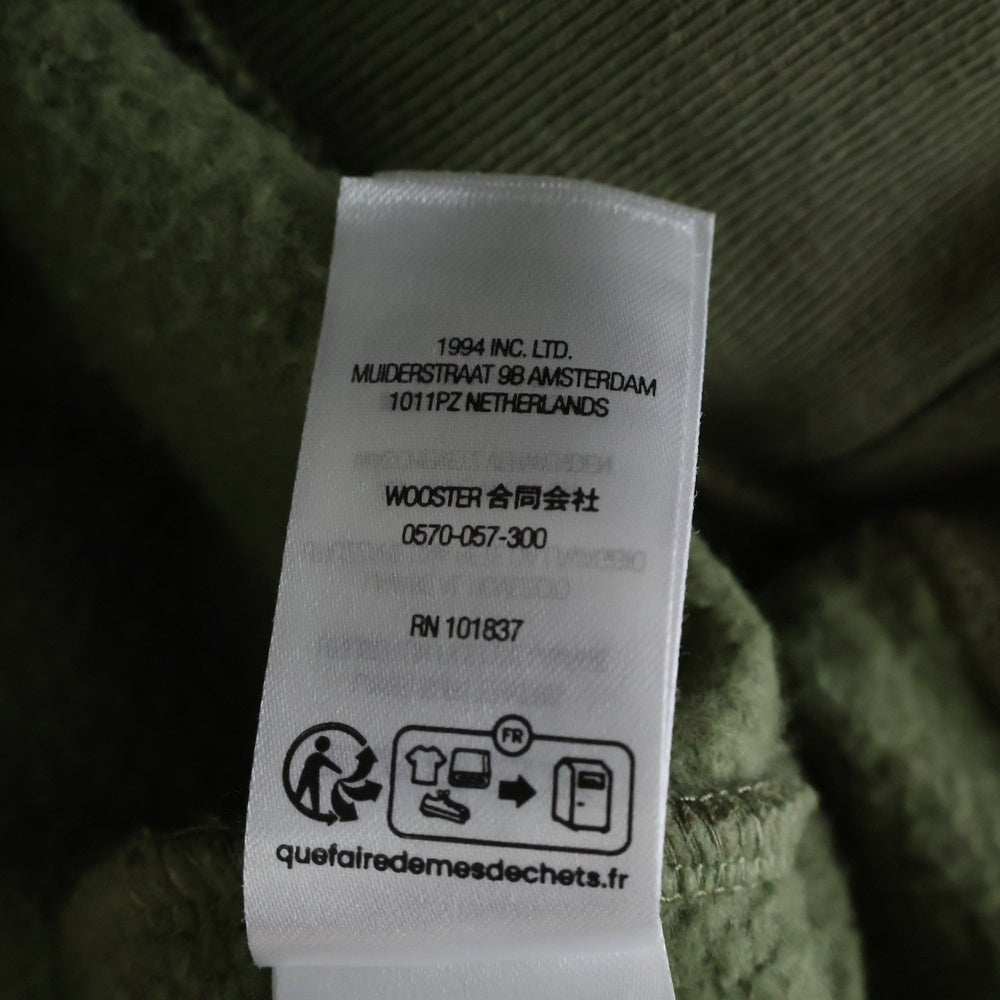 1994 INC. LTD.
MUIDERSTRAAT 9B AMSTERDAM
1011PZ NETHERLANDS
WOOSTER 合同会社
0570-057-300
RN 101837
FR
quefairedemesdechets.fr